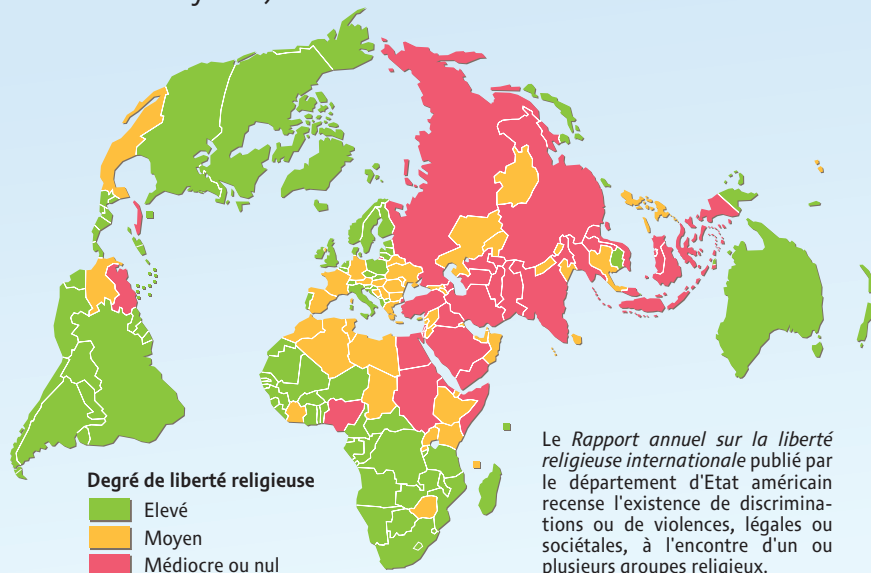 Degré de liberté religieuse
Elevé
Moyen
Médiocre ou nul
Le Rapport annuel sur la liberté
religieuse internationale publié par
le département d'Etat américain
recense l'existence de discrimina-
tions ou de violences, légales ou
sociétales, à l'encontre d'un ou
plusieurs groupes religieux.